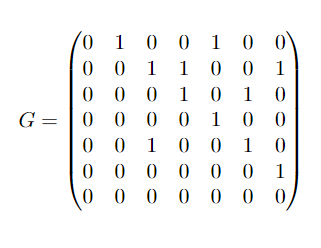 0 1 0 0 1 0 0
0 0 1 1 0 0 1
0 0 0 1 0 1 0
G = 0 0 0 0 1 0 0
0 0 1 0 0 1 0
0 0 0 0 0 0 1
0 0 0 0 0 0 0